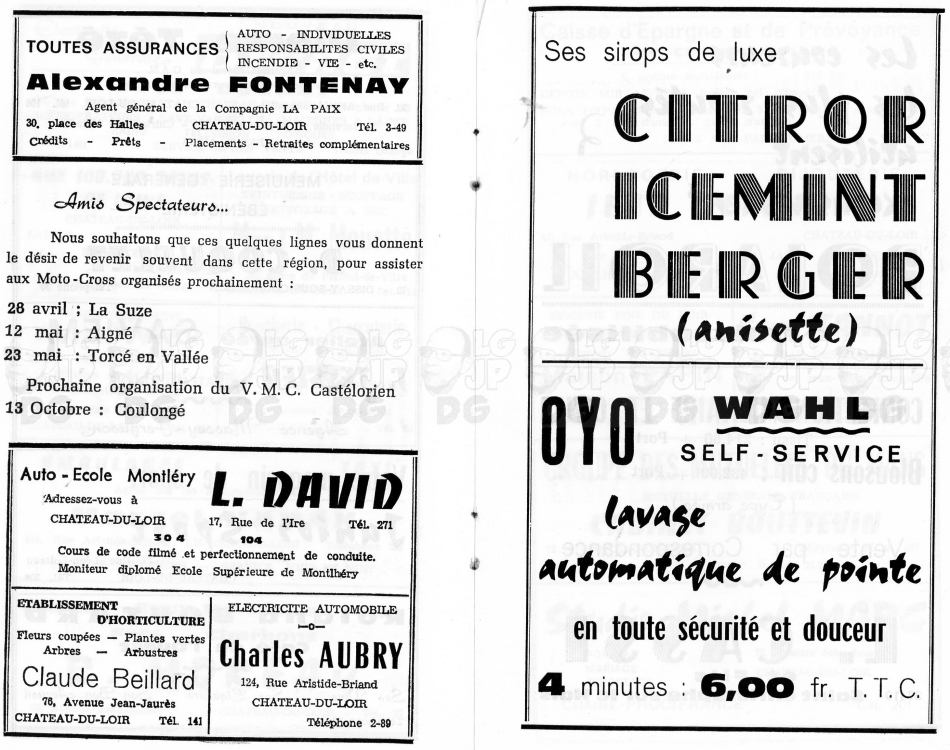 TOUTES ASSURANCES { AUTO - INDIVIDUELLES
RESPONSABILITES CIVILES
INCENDIE - VIE - etc.
Alexandre FONTENAY
Agent général de la Compagnie LA PAIX
30, place des Halles CHATEAU-DU-LOIR Tél. 3-49
Crédits - Prêts - Placements - Retraites complémentaires
Amis Spectateurs...
Nous souhaitons que ces quelques lignes vous donnent
le désir de revenir souvent dans cette région, pour assister
aux Moto-Cross organisés prochainement :
28 avril ; La Suze
12 mai : Aigné
23 mai : Torcé en Vallée
Prochaine organisation du V. M. C. Castélorien
13 Octobre : Coulongé
Auto - Ecole Montléry L. DAVID
Adressez-vous à
CHATEAU-DU-LOIR 17, Rue de l'Ire Tél. 271
304 104
Cours de code filmé et perfectionnement de conduite.
Moniteur diplomé Ecole Supérieure de Montlhéry
ETABLISSEMENT
D'HORTICULTURE
Fleurs coupées — Plantes vertes
Arbres — Arbustres
Claude Beillard
76, Avenue Jean-Jaurès
CHATEAU-DU-LOIR Tél. 141
ELECTRICITE AUTOMOBILE
—o—
Charles AUBRY
124, Rue Aristide-Briand
CHATEAU-DU-LOIR
Téléphone 2-89
Ses sirops de luxe
CITROR
ICEMINT
BERGER
(anisette)
OYO WAHL
SELF - SERVICE
lavage
automatique de pointe
en toute sécurité et douceur
4 minutes : 6,00 fr. T. T. C.
LG
JP
DG